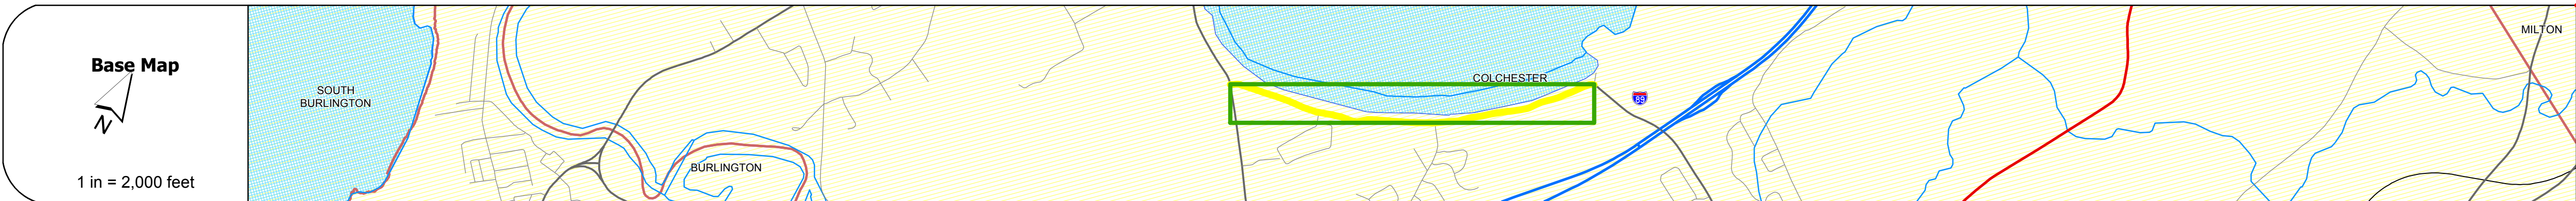 Base Map
N
1 in = 2,000 feet
SOUTH
BURLINGTON
BURLINGTON
COLCHESTER
89
MILTON